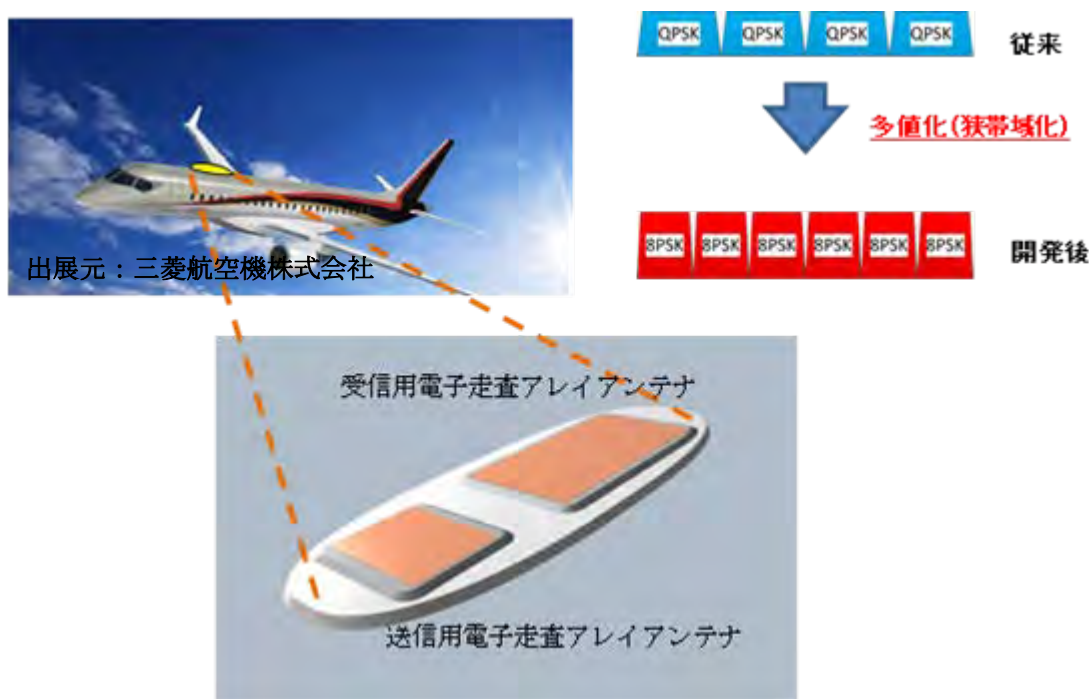 QPSK QPSK QPSK QPSK 従来
多値化(狭帯域化)
8PSK 8PSK 8PSK 8PSK 8PSK 8PSK 開発後
出展元：三菱航空機株式会社
受信用電子走査アレイアンテナ
送信用電子走査アレイアンテナ